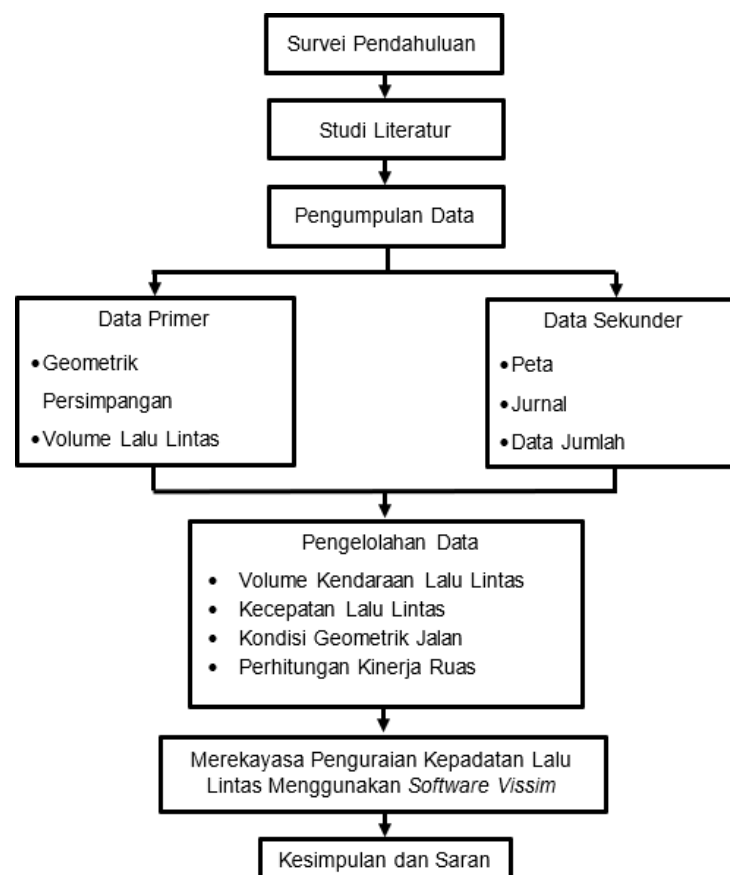 Survei Pendahuluan
Studi Literatur
Pengumpulan Data
Data Primer
•Geometrik
Persimpangan
•Volume Lalu Lintas
Data Sekunder
•Peta
•Jurnal
•Data Jumlah
Pengelolahan Data
• Volume Kendaraan Lalu Lintas
• Kecepatan Lalu Lintas
• Kondisi Geometrik Jalan
• Perhitungan Kinerja Ruas
Merekayasa Penguraian Kepadatan Lalu
Lintas Menggunakan Software Vissim
Kesimpulan dan Saran